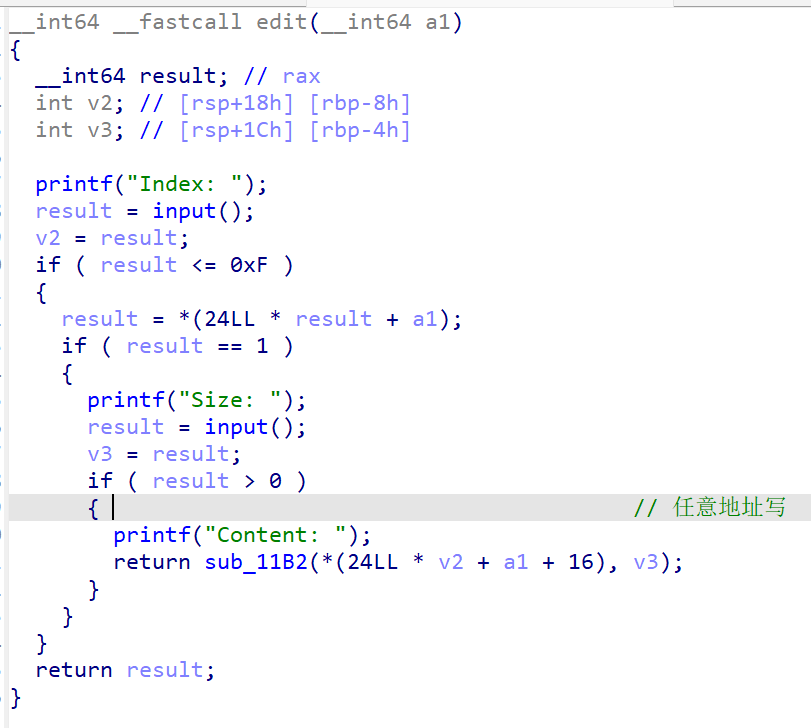 __int64 __fastcall edit(__int64 a1)
{
  __int64 result; // rax
  int v2; // [rsp+18h] [rbp-8h]
  int v3; // [rsp+1Ch] [rbp-4h]

  printf("Index: ");
  result = input();
  v2 = result;
  if ( result <= 0xF )
  {
    result = *(24LL * result + a1);
    if ( result == 1 )
    {
      printf("Size: ");
      result = input();
      v3 = result;
      if ( result > 0 )
      { // 任意地址写
        printf("Content: ");
        return sub_11B2(*(24LL * v2 + a1 + 16), v3);
      }
    }
  }
  return result;
}